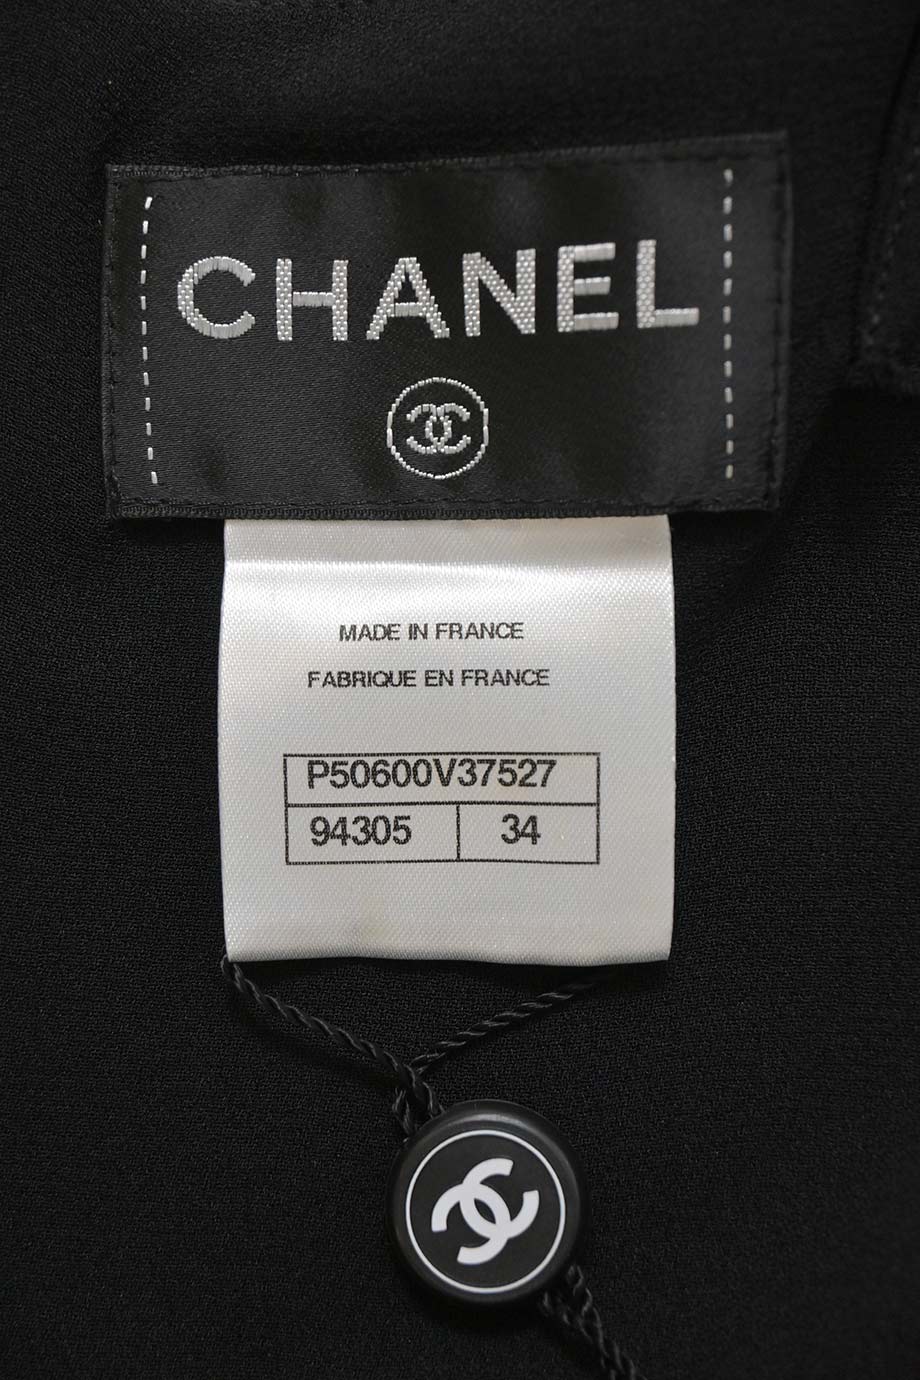 CHANEL
MADE IN FRANCE
FABRIQUE EN FRANCE
P50600V37527
94305 34